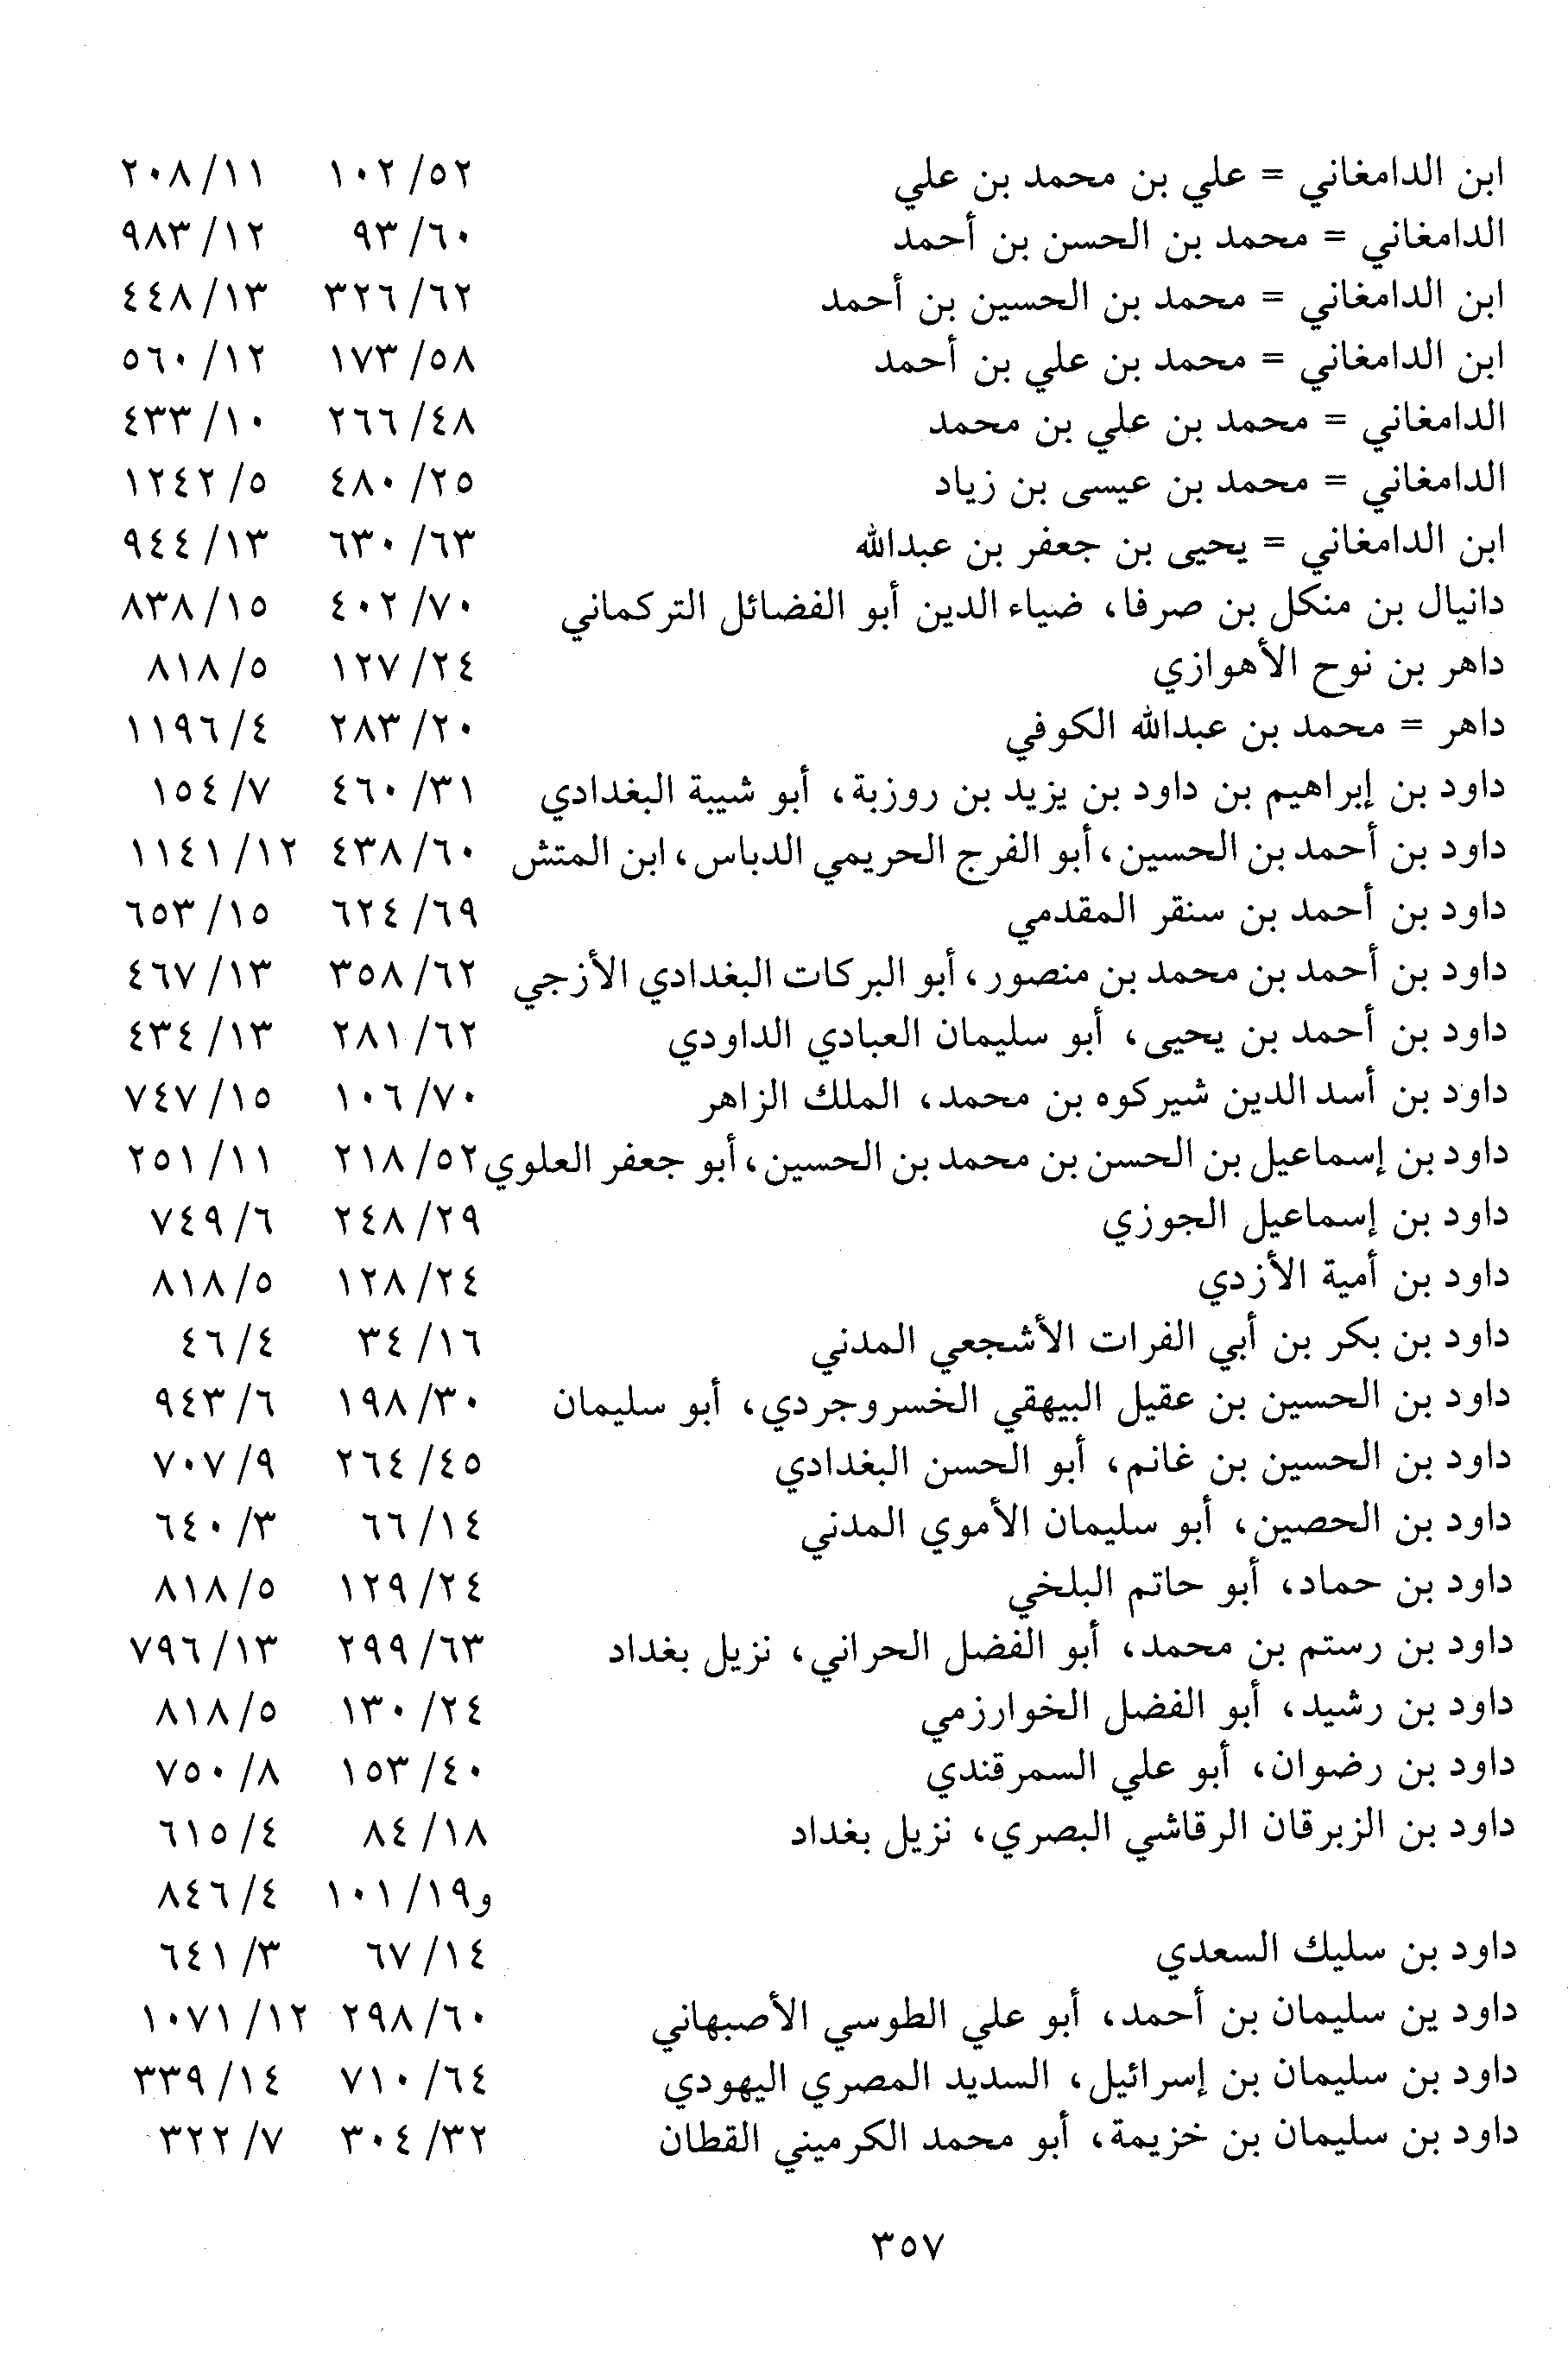 ابن الدامغاني = علي بن محمد بن علي ١٠٢/٥٢ ٢٠٨/١١
الدامغاني = محمد بن الحسن بن أحمد ٩٣/٦٠ ٩٨٣/١٢
ابن الدامغاني = محمد بن الحسين بن أحمد ٣٢٦/٦٢ ٤٤٨/١٣
ابن الدامغاني = محمد بن علي بن أحمد ١٧٣/٥٨ ٥٦٠/١٢
الدامغاني = محمد بن علي بن محمد ٢٦٦/٤٨ ٤٣٣/١٠
الدامغاني = محمد بن عيسى بن زياد ٤٨٠/٢٥ ١٢٤٢/٥
ابن الدامغاني = يحيى بن جعفر بن عبدالله ٦٣٠/٦٣ ٩٤٤/١٣
دانيال بن منكل بن صرفا، ضياء الدين أبو الفضائل التركماني ٤٠٢/٧٠ ٨٣٨/١٥
داهر بن نوح الأهوازي ١٢٧/٢٤ ٨١٨/٥
داهر = محمد بن عبدالله الكوفي ٢٨٣/٢٠ ١١٩٦/٤
داود بن إبراهيم بن داود بن يزيد بن روزبة، أبو شيبة البغدادي ٤٦٠/٣١ ١٥٤/٧
داود بن أحمد بن الحسين، أبو الفرج الحريمي الدباس، ابن المتش ٤٣٨/٦٠ ١١٤١/١٢
داود بن أحمد بن سنقر المقدمي ٦٢٤/٦٩ ٦٥٣/١٥
داود بن أحمد بن محمد بن منصور، أبو البركات البغدادي الأزجي ٣٥٨/٦٢ ٤٦٧/١٣
داود بن أحمد بن يحيى، أبو سليمان العبادي الداودي ٢٨١/٦٢ ٤٣٤/١٣
داود بن أسد الدين شيركوه بن محمد، الملك الزاهر ١٠٦/٧٠ ٧٤٧/١٥
داود بن إسماعيل بن الحسن بن محمد بن الحسين، أبو جعفر العلوي ٢١٨/٥٢ ٢٥١/١١
داود بن إسماعيل الجوزي ٢٤٨/٢٩ ٧٤٩/٦
داود بن أمية الأزدي ١٢٨/٢٤ ٨١٨/٥
داود بن بكر بن أبي الفرات الأشجعي المدني ٣٤/١٦ ٤٦/٤
داود بن الحسين بن عقيل البيهقي الخسروجردي، أبو سليمان ١٩٨/٣٠ ٩٤٣/٦
داود بن الحسين بن غانم، أبو الحسن البغدادي ٢٦٤/٤٥ ٧٠٧/٩
داود بن الحصين، أبو سليمان الأموي المدني ٦٦/١٤ ٦٤٠/٣
داود بن حماد، أبو حاتم البلخي ١٢٩/٢٤ ٨١٨/٥
داود بن رستم بن محمد، أبو الفضل الحراني، نزيل بغداد ٢٩٩/٦٣ ٧٩٦/١٣
داود بن رشيد، أبو الفضل الخوارزمي ١٣٠/٢٤ ٨١٨/٥
داود بن رضوان، أبو علي السمرقندي ١٥٣/٤٠ ٧٥٠/٨
داود بن الزبرقان الرقاشي البصري، نزيل بغداد ٨٤/١٨ ٦١٥/٤
و١٠١/١٩ ٨٤٦/٤
داود بن سليك السعدي ٦٧/١٤ ٦٤١/٣
داود ين سليمان بن أحمد، أبو علي الطوسي الأصبهاني ٢٩٨/٦٠ ١٠٧١/١٢
داود بن سليمان بن إسرائيل، السديد المصري اليهودي ٧١٠/٦٤ ٣٣٩/١٤
داود بن سليمان بن خزيمة، أبو محمد الكرميني القطان ٣٠٤/٣٢ ٣٢٢/٧
٣٥٧